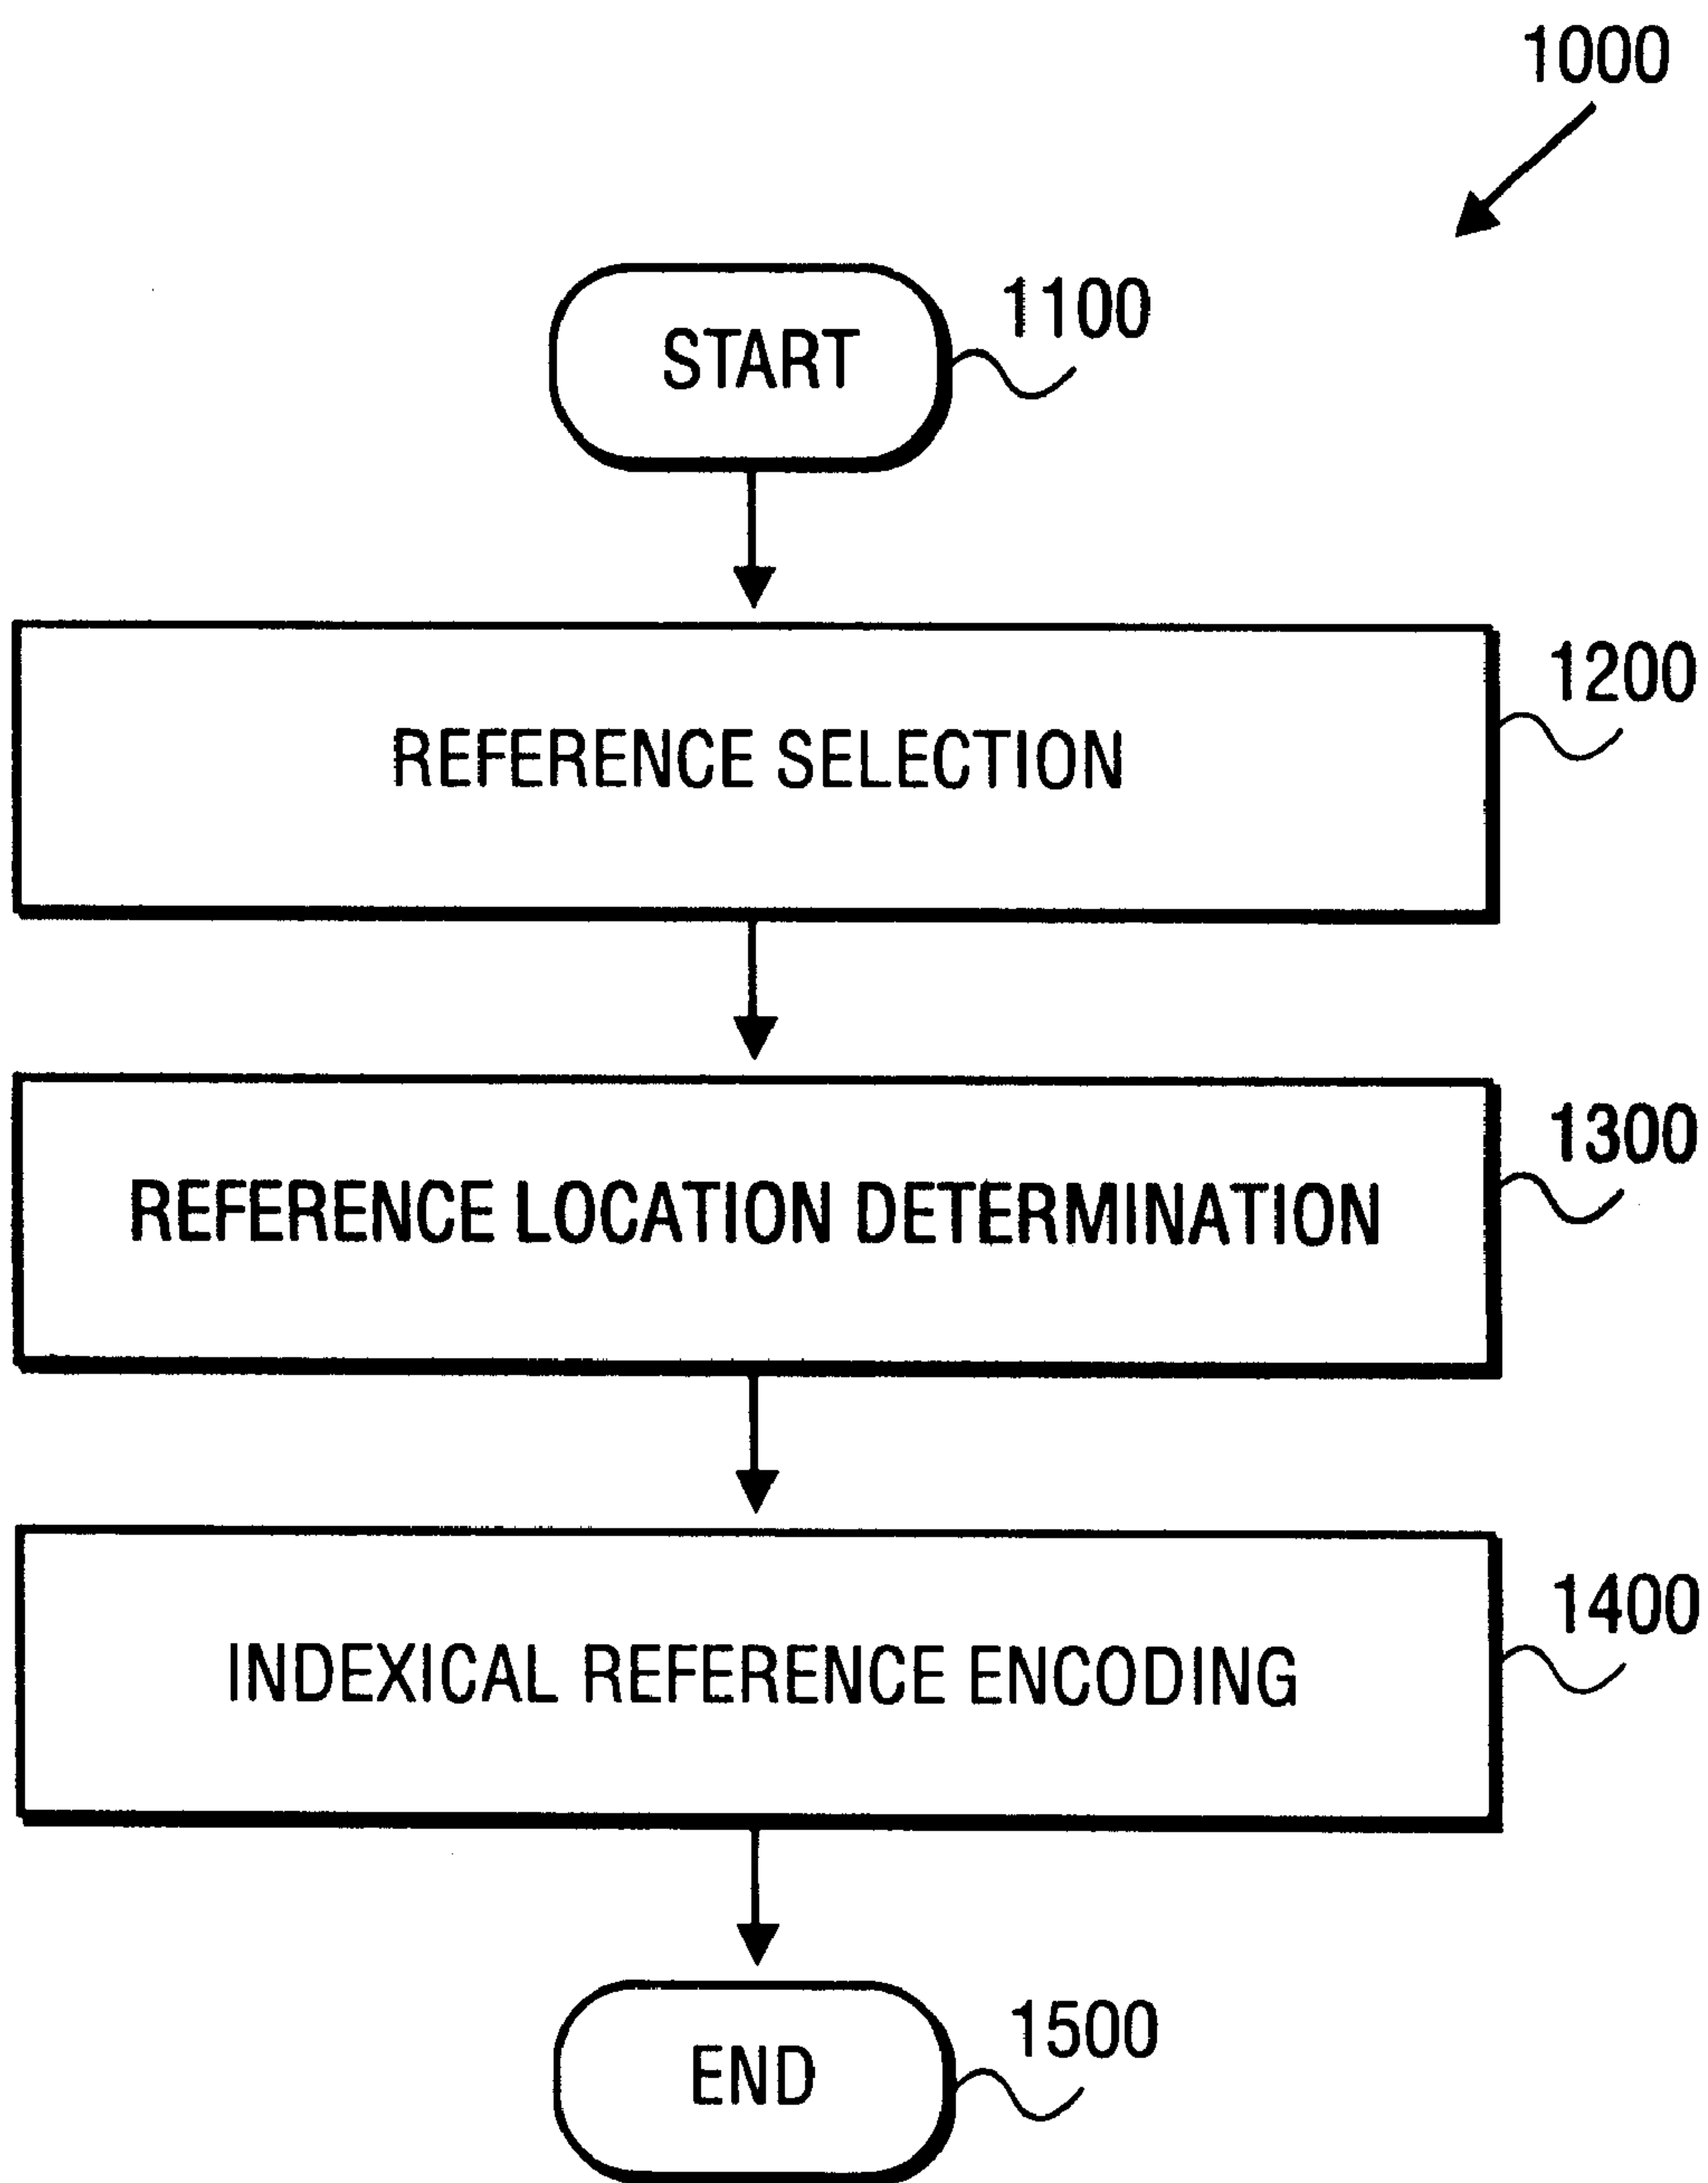 1000
START
1100
1200
REFERENCE SELECTION
1300
REFERENCE LOCATION DETERMINATION
1400
INDEXICAL REFERENCE ENCODING
1500
END